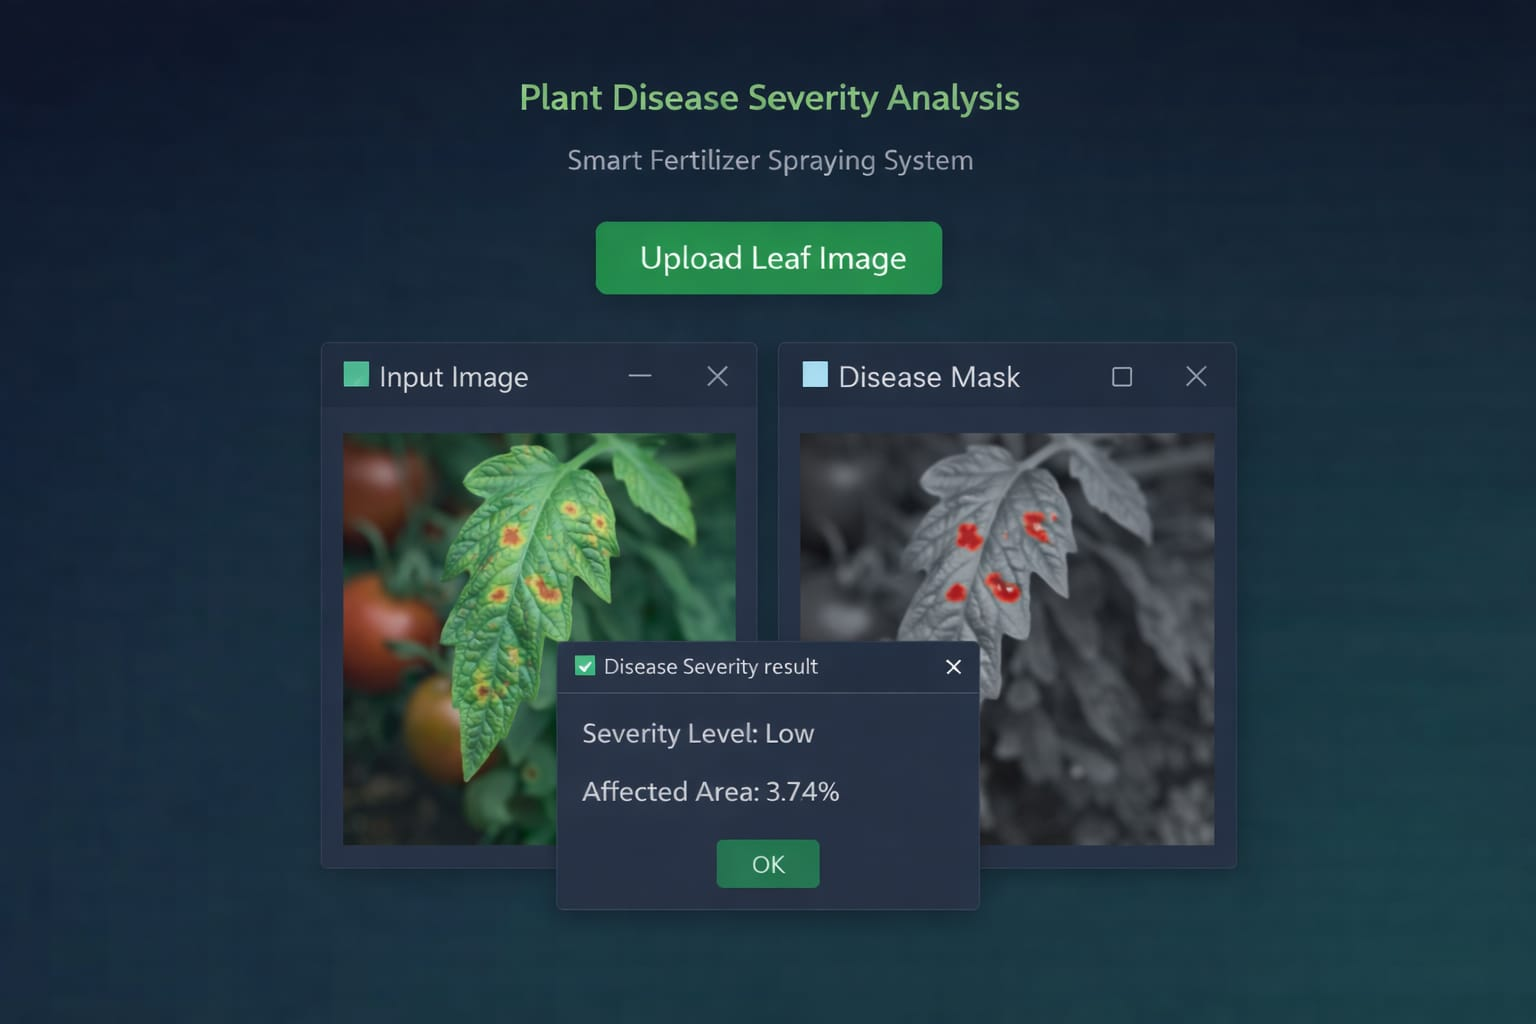 Plant Disease Severity Analysis
Smart Fertilizer Spraying System
Upload Leaf Image
Input Image
Disease Mask
Disease Severity result
Severity Level: Low
Affected Area: 3.74%
OK